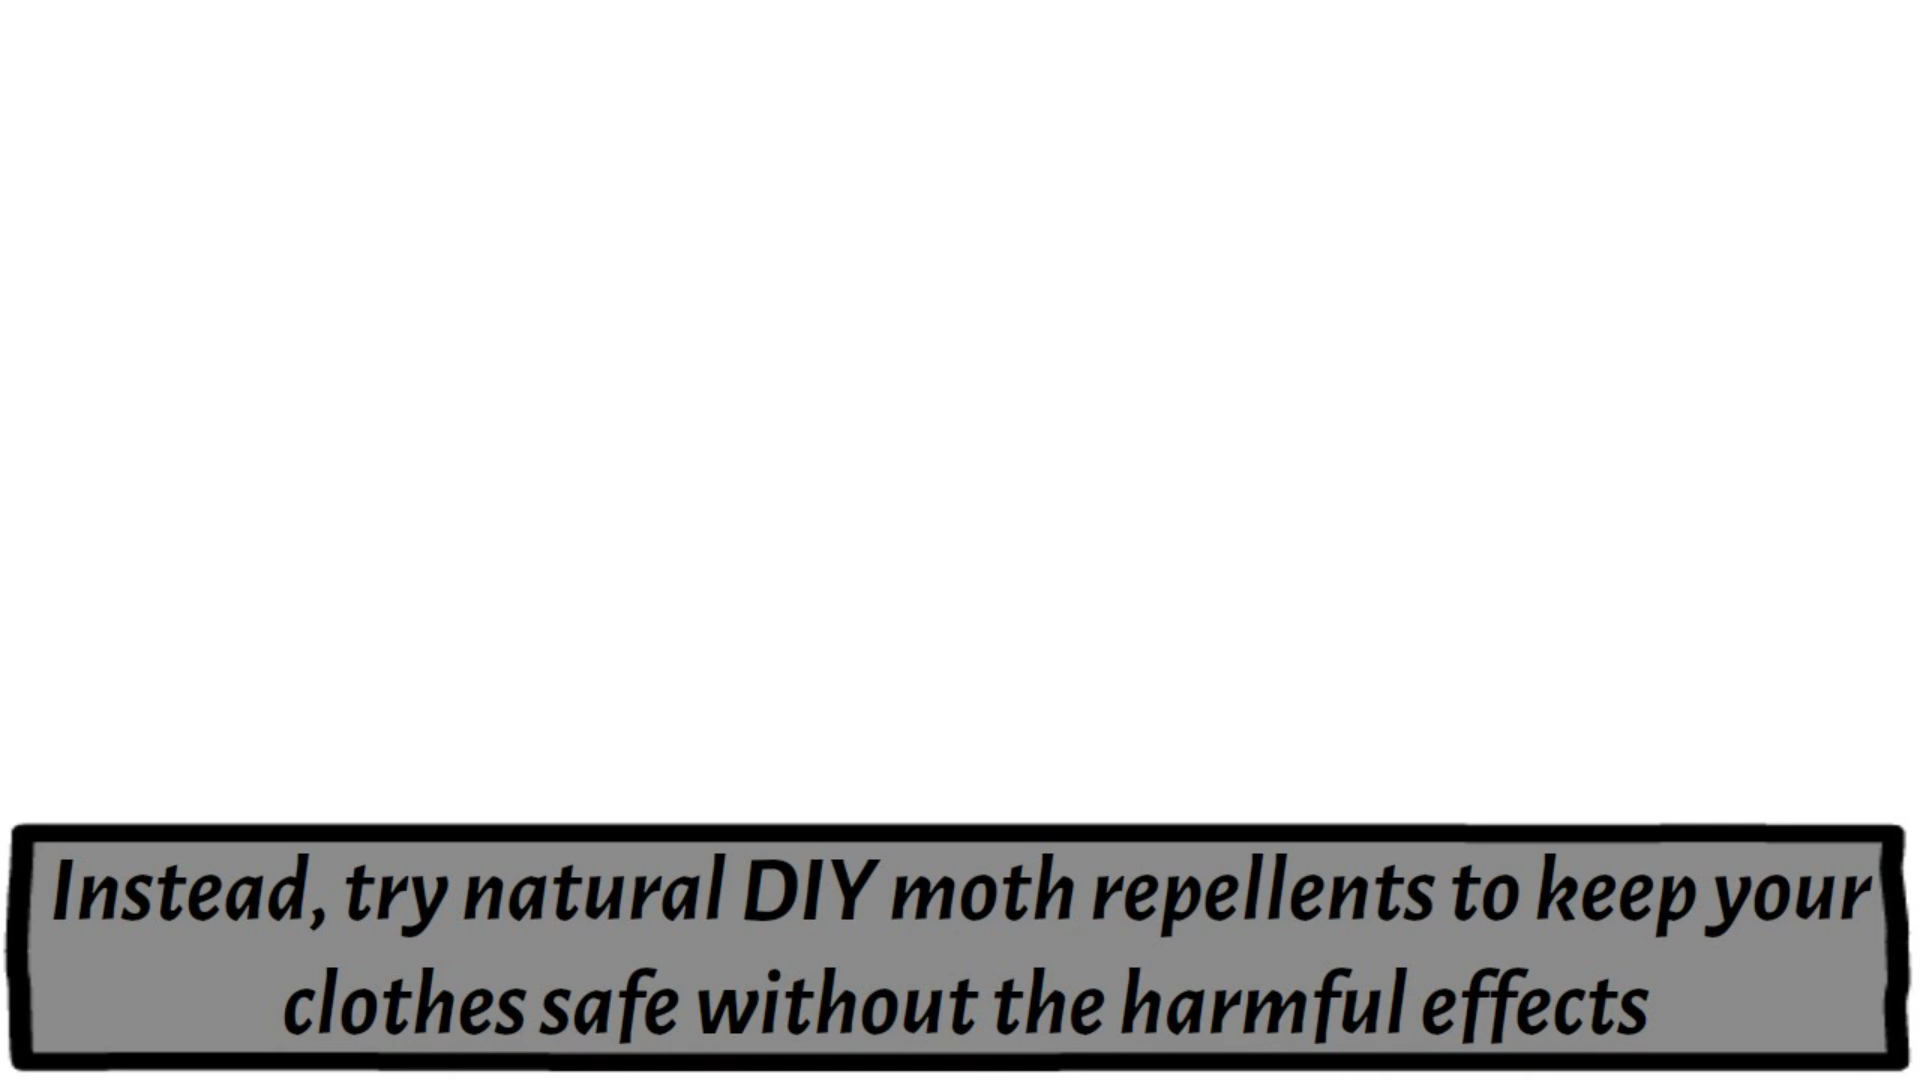 Instead, try natural DIY moth repellents to keep your
clothes safe without the harmful effects